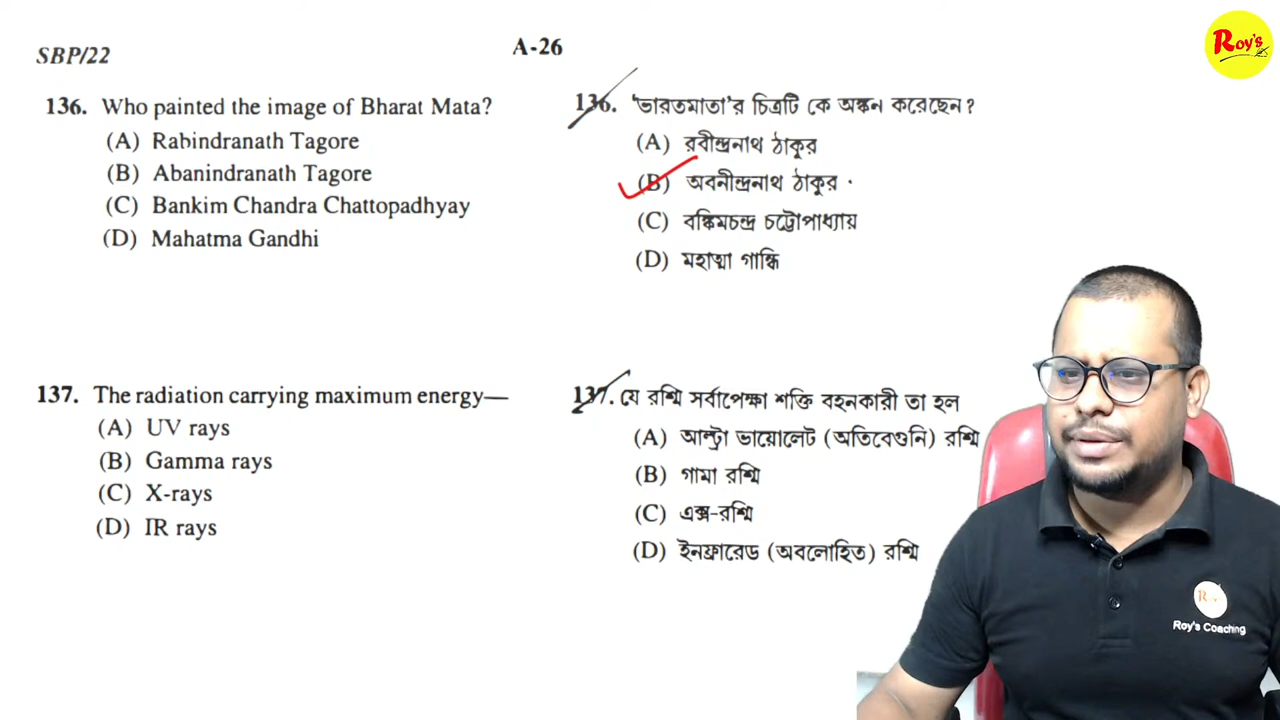 SBP/22
A-26
Roy's
136. Who painted the image of Bharat Mata?
(A) Rabindranath Tagore
(B) Abanindranath Tagore
(C) Bankim Chandra Chattopadhyay
(D) Mahatma Gandhi
136. 'ভারতমাতা'র চিত্রটি কে অঙ্কন করেছেন?
(A) রবীন্দ্রনাথ ঠাকুর
(B) অবনীন্দ্রনাথ ঠাকুর
(C) বঙ্কিমচন্দ্র চট্টোপাধ্যায়
(D) মহাত্মা গান্ধি
137. The radiation carrying maximum energy—
(A) UV rays
(B) Gamma rays
(C) X-rays
(D) IR rays
137. যে রশ্মি সর্বাপেক্ষা শক্তি বহনকারী তা হল
(A) আল্ট্রা ভায়োলেট (অতিবেগুনি) রশ্মি
(B) গামা রশ্মি
(C) এক্স-রশ্মি
(D) ইনফ্রারেড (অবলোহিত) রশ্মি
Roy's Coaching